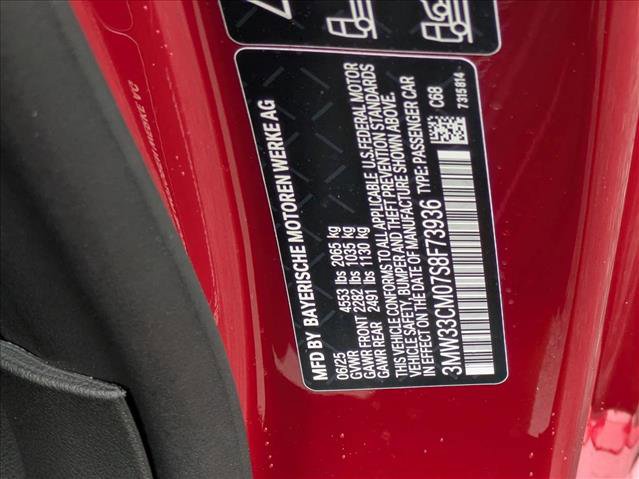 MFD BY BAYERISCHE MOTOREN WERKE AG
06/25
GVWR 4553 lbs 2065 kg
GAWR FRONT 2282 lbs 1035 kg
GAWR REAR 2491 lbs 1130 kg
THIS VEHICLE CONFORMS TO ALL APPLICABLE U.S. FEDERAL MOTOR
VEHICLE SAFETY, BUMPER AND THEFT PREVENTION STANDARDS
IN EFFECT ON THE DATE OF MANUFACTURE SHOWN ABOVE.
3MW33CM07S8F73936 TYPE: PASSENGER CAR
C68
7315814